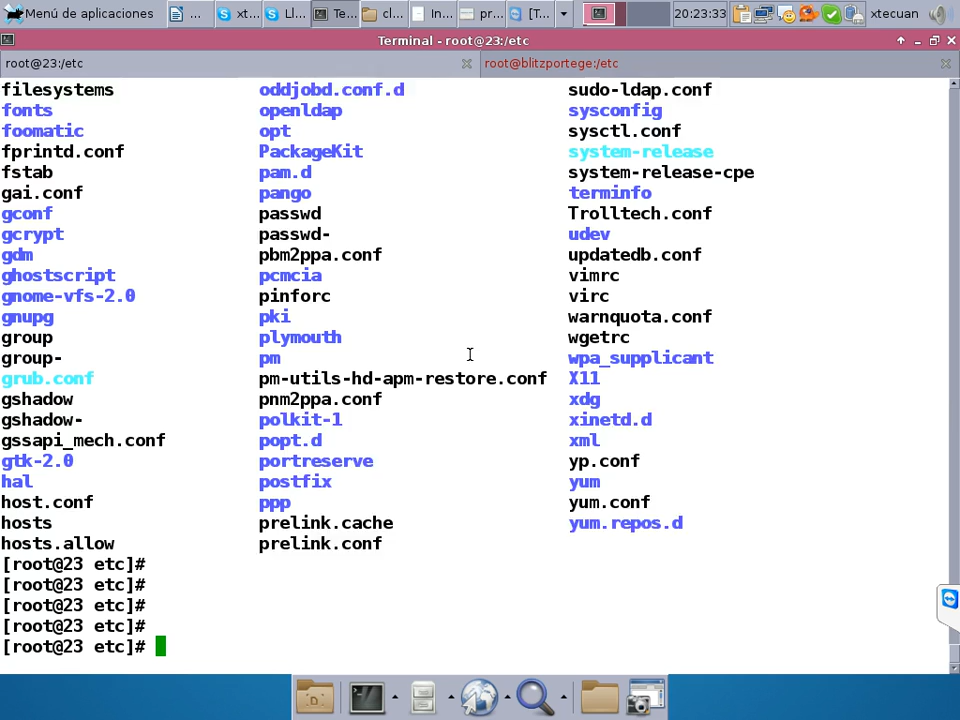 Menú de aplicaciones ... xt... Ll... Te... cl... In... pr... [T... 20:23:33 xtecuan
Terminal - root@23:/etc
root@23:/etc root@blitzportege:/etc
filesystems oddjobd.conf.d sudo-ldap.conf
fonts openldap sysconfig
foomatic opt sysctl.conf
fprintd.conf PackageKit system-release
fstab pam.d system-release-cpe
gai.conf pango terminfo
gconf passwd Trolltech.conf
gcrypt passwd- udev
gdm pbm2ppa.conf updatedb.conf
ghostscript pcmcia vimrc
gnome-vfs-2.0 pinforc virc
gnupg pki warnquota.conf
group plymouth wgetrc
group- pm wpa_supplicant
grub.conf pm-utils-hd-apm-restore.conf X11
gshadow pnm2ppa.conf xdg
gshadow- polkit-1 xinetd.d
gssapi_mech.conf popt.d xml
gtk-2.0 portreserve yp.conf
hal postfix yum
host.conf ppp yum.conf
hosts prelink.cache yum.repos.d
hosts.allow prelink.conf
[root@23 etc]#
[root@23 etc]#
[root@23 etc]#
[root@23 etc]#
[root@23 etc]#